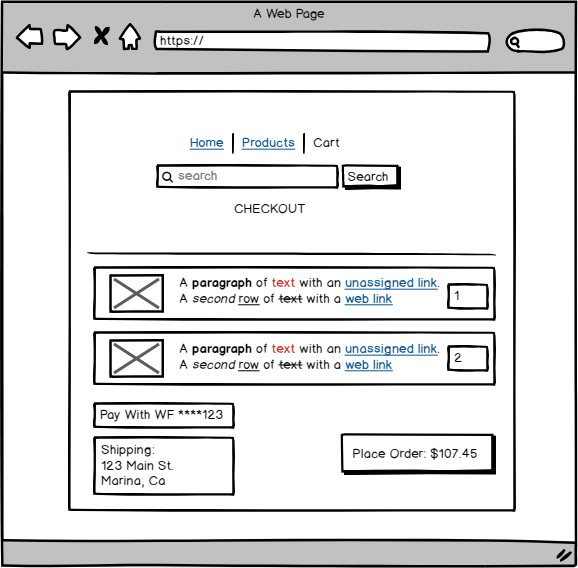 A Web Page
https://
Home Products Cart
search Search
CHECKOUT
A paragraph of text with an unassigned link.
A second row of text with a web link
1
A paragraph of text with an unassigned link.
A second row of text with a web link
2
Pay With WF ****123
Shipping:
123 Main St.
Marina, Ca
Place Order: $107.45